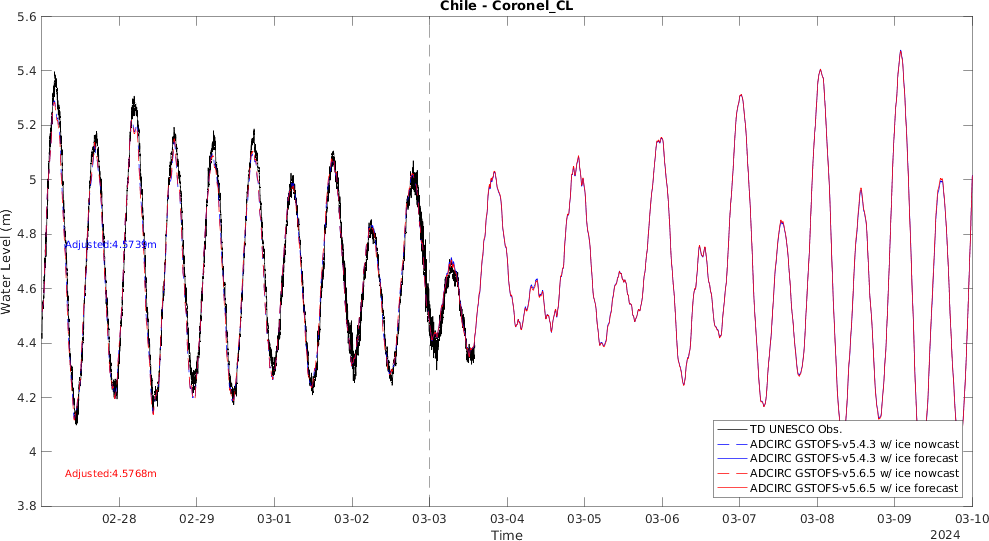 Chile - Coronel_CL
5.6
5.4
5.2
5
4.8
4.6
4.4
4.2
4
3.8
Water Level (m)
Adjusted:4.5739m
Adjusted:4.5768m
TD UNESCO Obs.
ADCIRC GSTOFS-v5.4.3 w/ ice nowcast
ADCIRC GSTOFS-v5.4.3 w/ ice forecast
ADCIRC GSTOFS-v5.6.5 w/ ice nowcast
ADCIRC GSTOFS-v5.6.5 w/ ice forecast
02-28 02-29 03-01 03-02 03-03 03-04 03-05 03-06 03-07 03-08 03-09 03-10
Time
2024